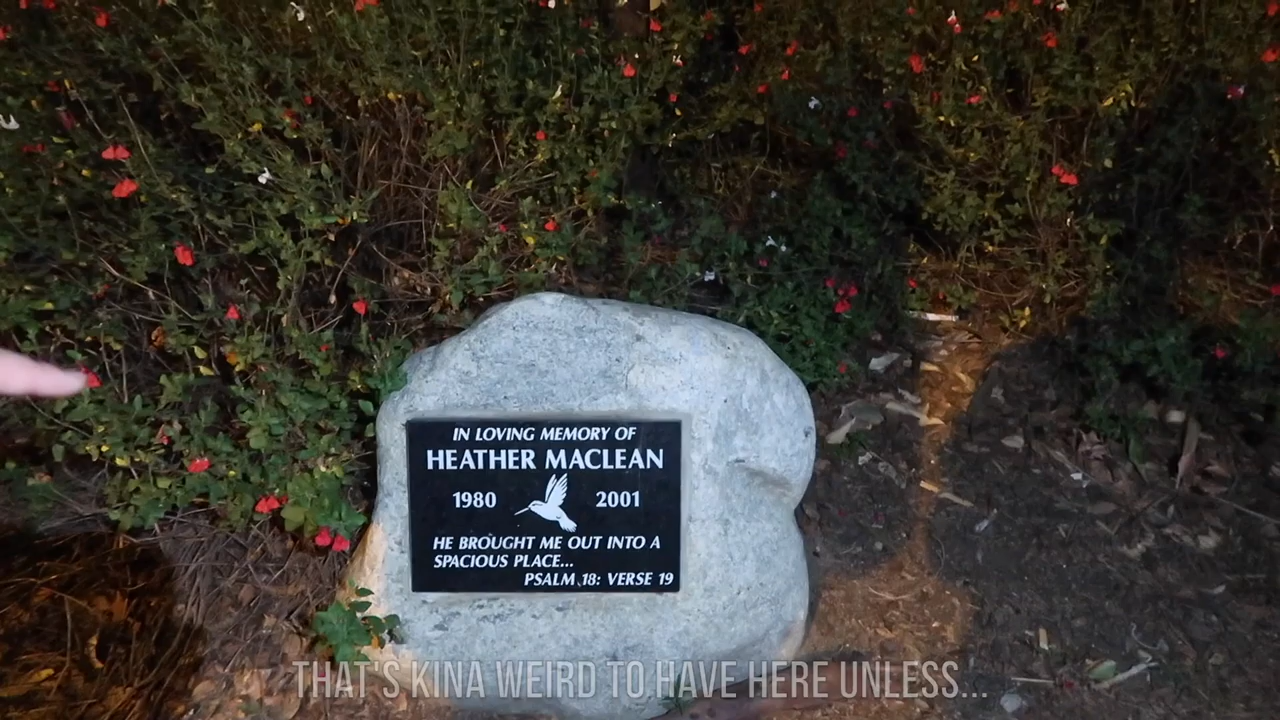 IN LOVING MEMORY OF
HEATHER MACLEAN
1980 2001
HE BROUGHT ME OUT INTO A
SPACIOUS PLACE...
PSALM 18: VERSE 19
THAT'S KINA WEIRD TO HAVE HERE UNLESS...